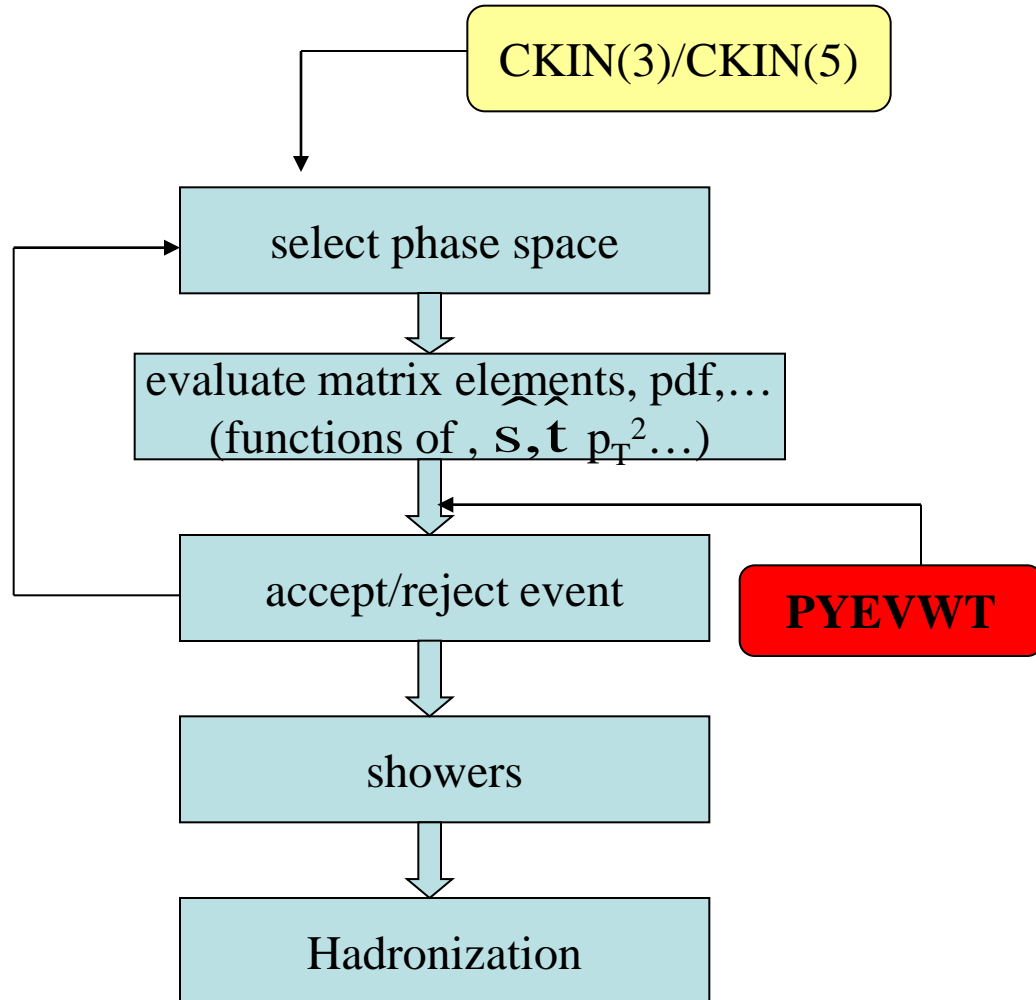 CKIN(3)/CKIN(5)
select phase space
evaluate matrix elements, pdf,…
(functions of , ŝ,t̂ p_T²…)
accept/reject event
PYEVWT
showers
Hadronization